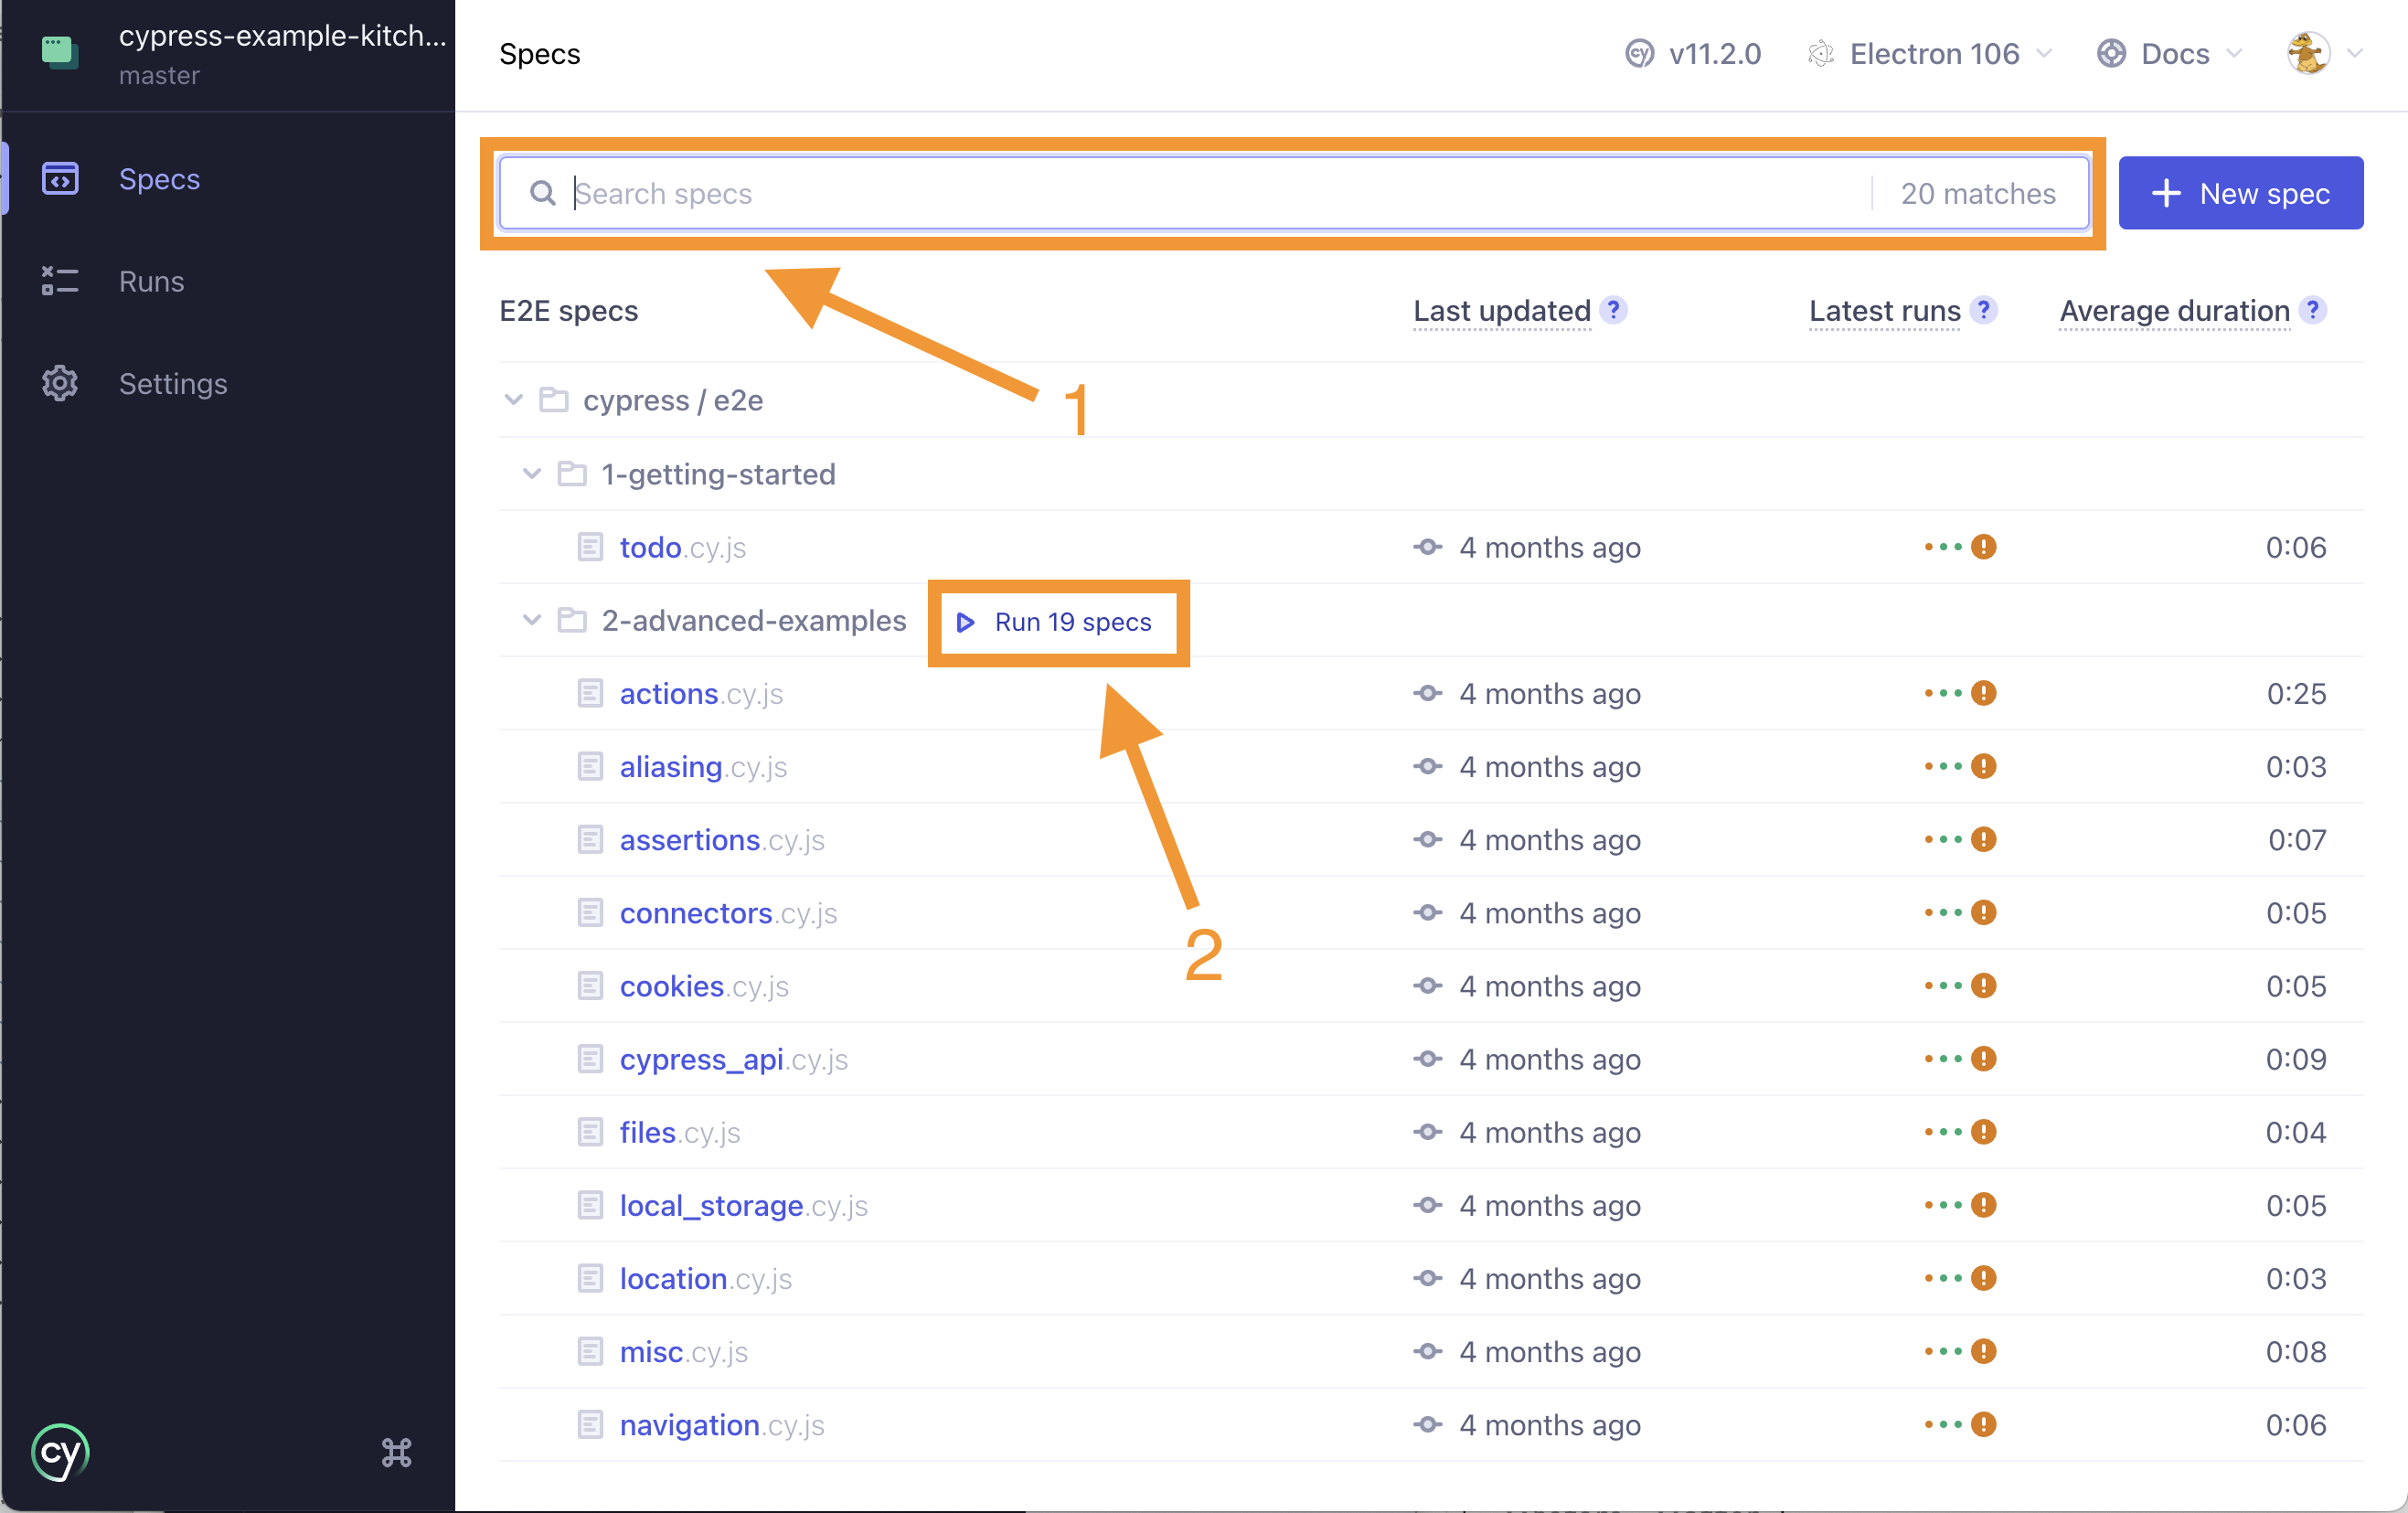 cypress-example-kitch...
master
Specs
Runs
Settings
cy
⌘
Specs
cy v11.2.0
Electron 106
Docs
Search specs
20 matches
+ New spec
1
E2E specs
Last updated ?
Latest runs ?
Average duration ?
cypress / e2e
1-getting-started
todo.cy.js 4 months ago ! 0:06
2-advanced-examples Run 19 specs
actions.cy.js 4 months ago ! 0:25
aliasing.cy.js 4 months ago ! 0:03
assertions.cy.js 4 months ago ! 0:07
connectors.cy.js 4 months ago ! 0:05
2
cookies.cy.js 4 months ago ! 0:05
cypress_api.cy.js 4 months ago ! 0:09
files.cy.js 4 months ago ! 0:04
local_storage.cy.js 4 months ago ! 0:05
location.cy.js 4 months ago ! 0:03
misc.cy.js 4 months ago ! 0:08
navigation.cy.js 4 months ago ! 0:06